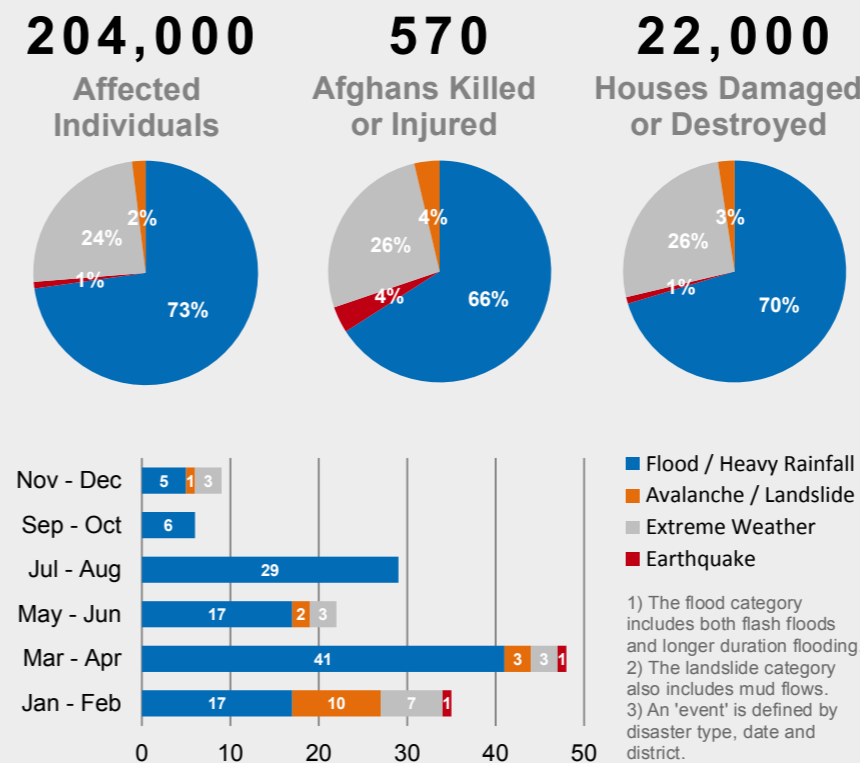 204,000
Affected
Individuals
2%
24%
1%
73%
570
Afghans Killed
or Injured
4%
26%
4%
66%
22,000
Houses Damaged
or Destroyed
3%
26%
1%
70%
Nov - Dec 5 1 3
Sep - Oct 6
Jul - Aug 29
May - Jun 17 2 3
Mar - Apr 41 3 3 1
Jan - Feb 17 10 7 1
0 10 20 30 40 50
Flood / Heavy Rainfall
Avalanche / Landslide
Extreme Weather
Earthquake
1) The flood category
includes both flash floods
and longer duration flooding
2) The landslide category
also includes mud flows.
3) An 'event' is defined by
disaster type, date and
district.